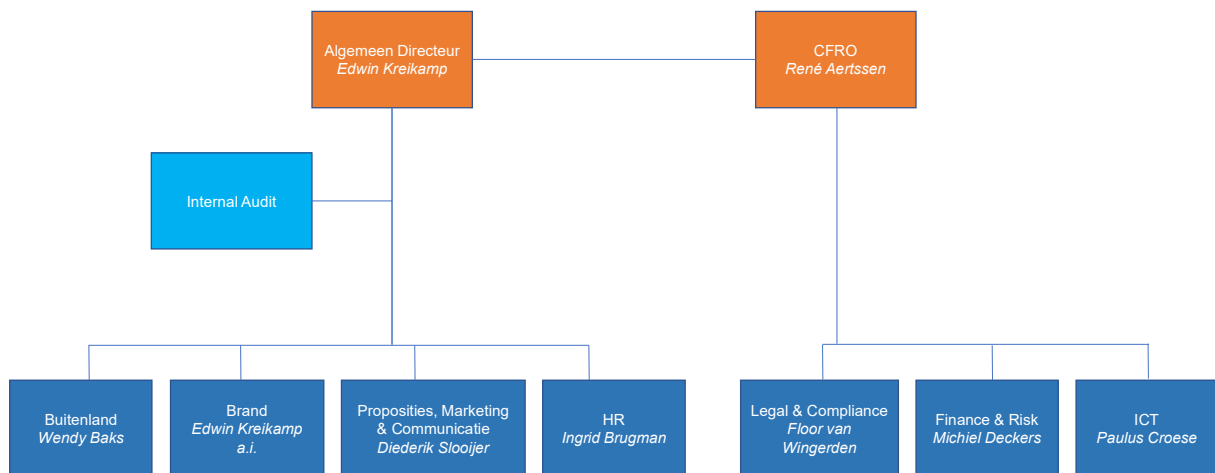 Algemeen Directeur
Edwin Kreikamp
CFRO
René Aertssen
Internal Audit
Buitenland
Wendy Baks
Brand
Edwin Kreikamp
a.i.
Proposities, Marketing
& Communicatie
Diederik Slooijer
HR
Ingrid Brugman
Legal & Compliance
Floor van
Wingerden
Finance & Risk
Michiel Deckers
ICT
Paulus Croese